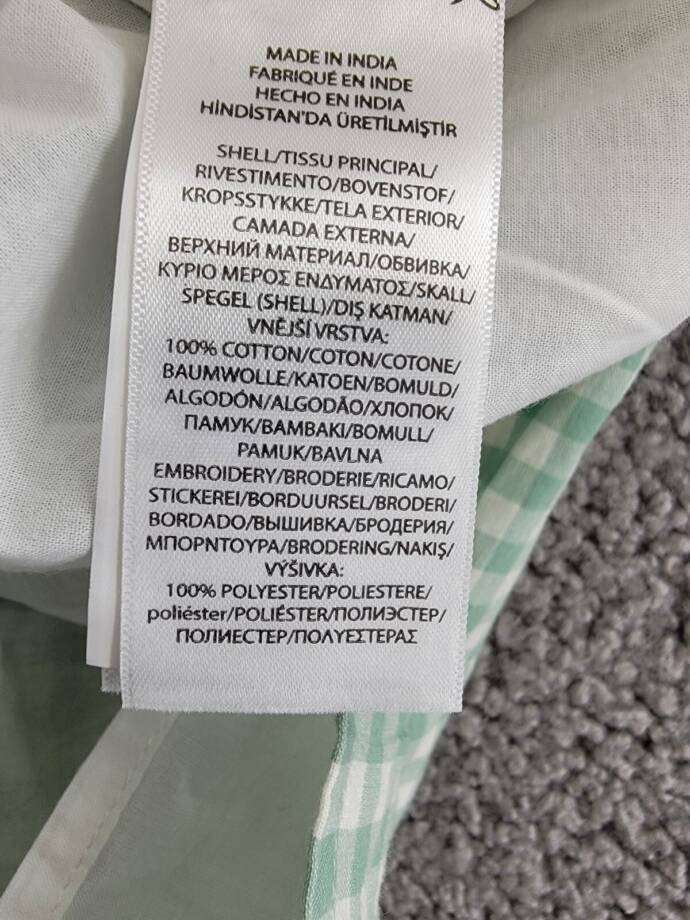 MADE IN INDIA
FABRIQUÉ EN INDE
HECHO EN INDIA
HİNDİSTAN'DA ÜRETİLMİŞTİR
SHELL/TISSU PRINCIPAL/
RIVESTIMENTO/BOVENSTOF/
KROPSSTYKKE/TELA EXTERIOR/
CAMADA EXTERNA/
ВЕРХНИЙ МАТЕРИАЛ/ОБВИВКА/
ΚΥΡΙΟ ΜΕΡΟΣ ΕΝΔΥΜΑΤΟΣ/SKALL/
SPEGEL (SHELL)/DIŞ KATMAN/
VNĚJŠÍ VRSTVA:
100% COTTON/COTON/COTONE/
BAUMWOLLE/KATOEN/BOMULD/
ALGODÓN/ALGODÃO/ХЛОПОК/
ПАМУК/BAMBAKI/BOMULL/
PAMUK/BAVLNA
EMBROIDERY/BRODERIE/RICAMO/
STICKEREI/BORDUURSEL/BRODERI/
BORDADO/ВЫШИВКА/БРОДЕРИЯ/
ΜΠΟΡΝΤΟΥΡΑ/BRODERING/NAKIŞ/
VÝŠIVKA:
100% POLYESTER/POLIESTERE/
poliéster/POLIÉSTER/ПОЛИЭСТЕР/
ПОЛИЕСТЕР/ΠΟΛΥΕΣΤΕΡΑΣ